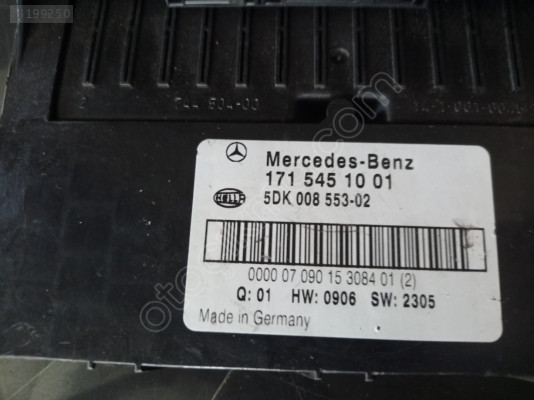 1199250
Mercedes-Benz
171 545 10 01
HELLA
5DK 008 553-02
0000 07 090 15 3084 01 (2)
Q: 01 HW: 0906 SW: 2305
Made in Germany